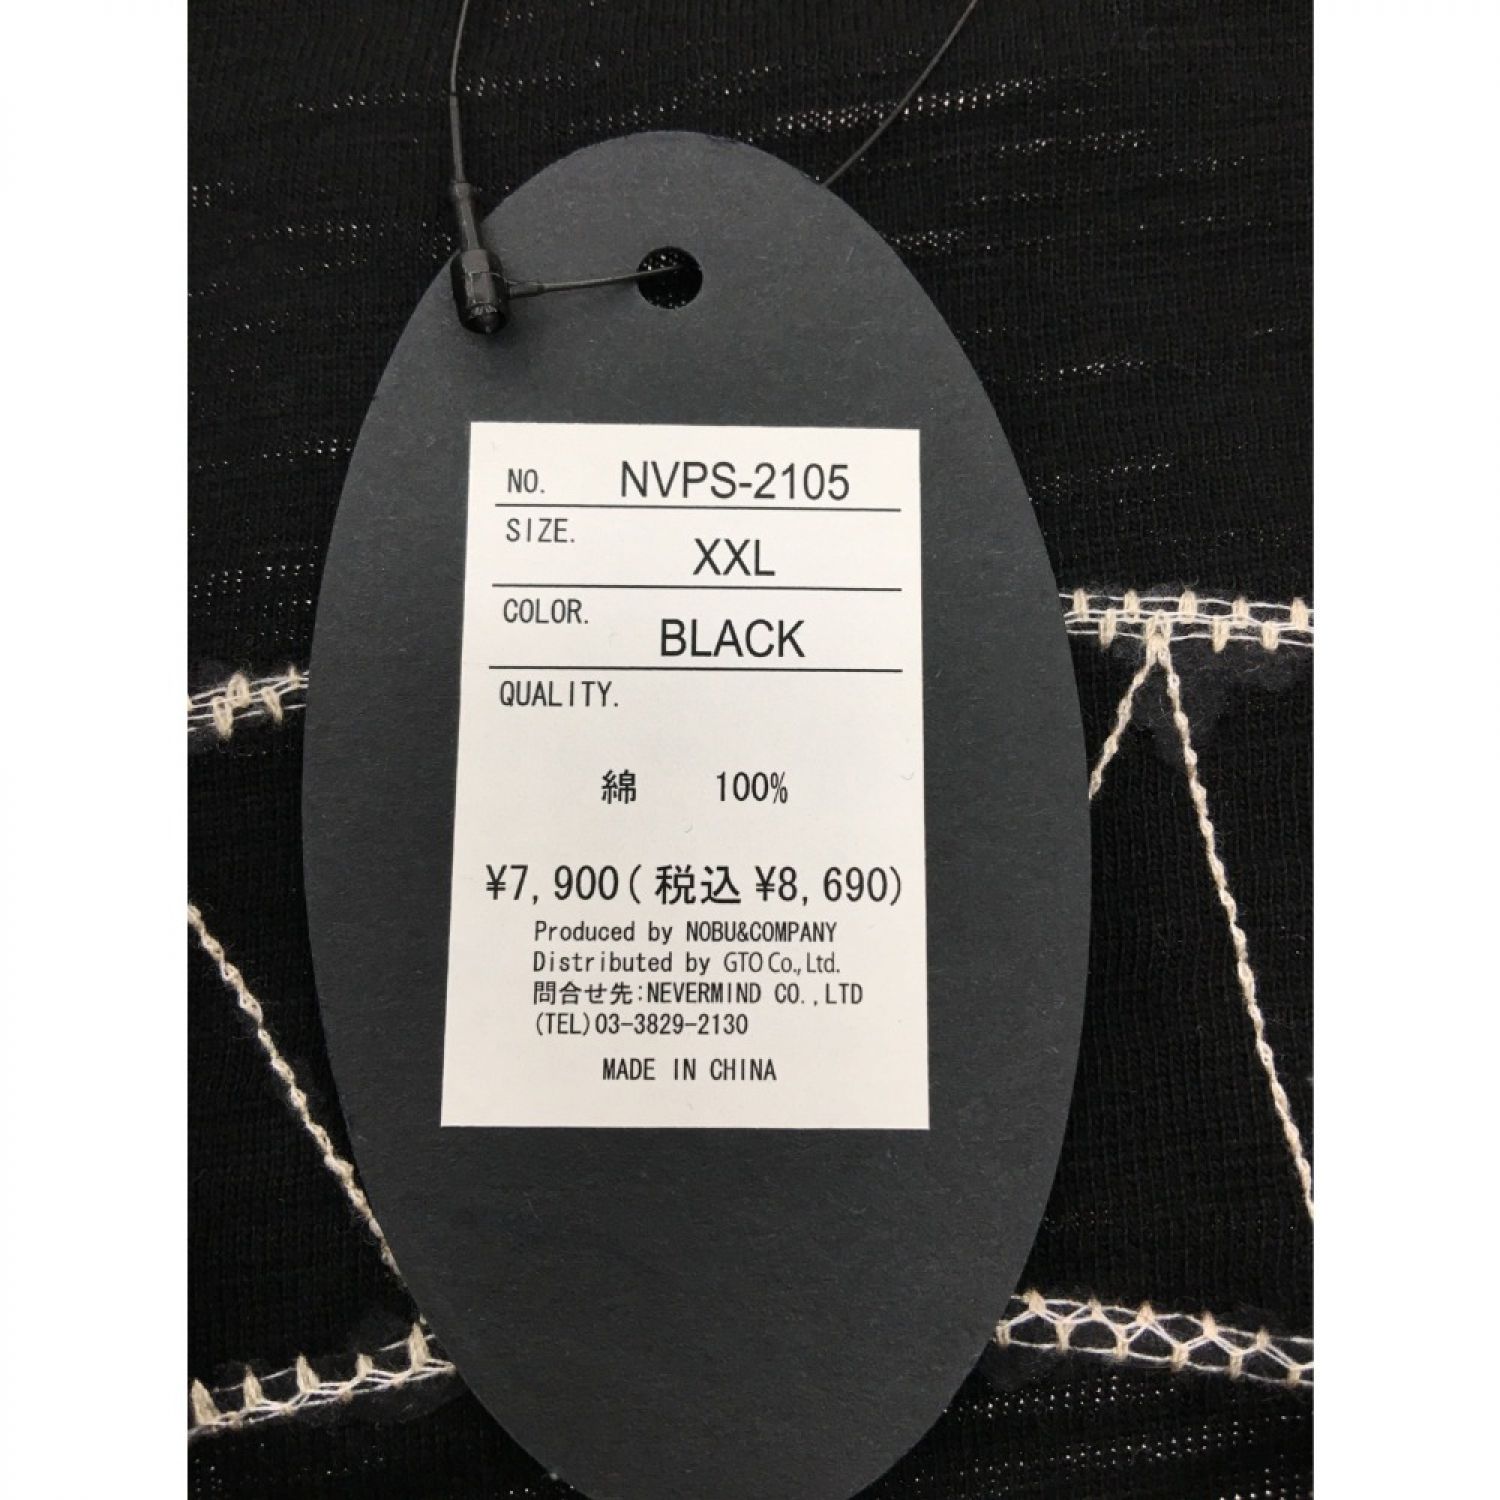 NO. NVPS-2105
SIZE. XXL
COLOR. BLACK
QUALITY.
綿 100%
¥7,900(税込 ¥8,690)
Produced by NOBU&COMPANY
Distributed by GTO Co., Ltd.
問合せ先:NEVERMIND CO.,LTD
(TEL)03-3829-2130
MADE IN CHINA